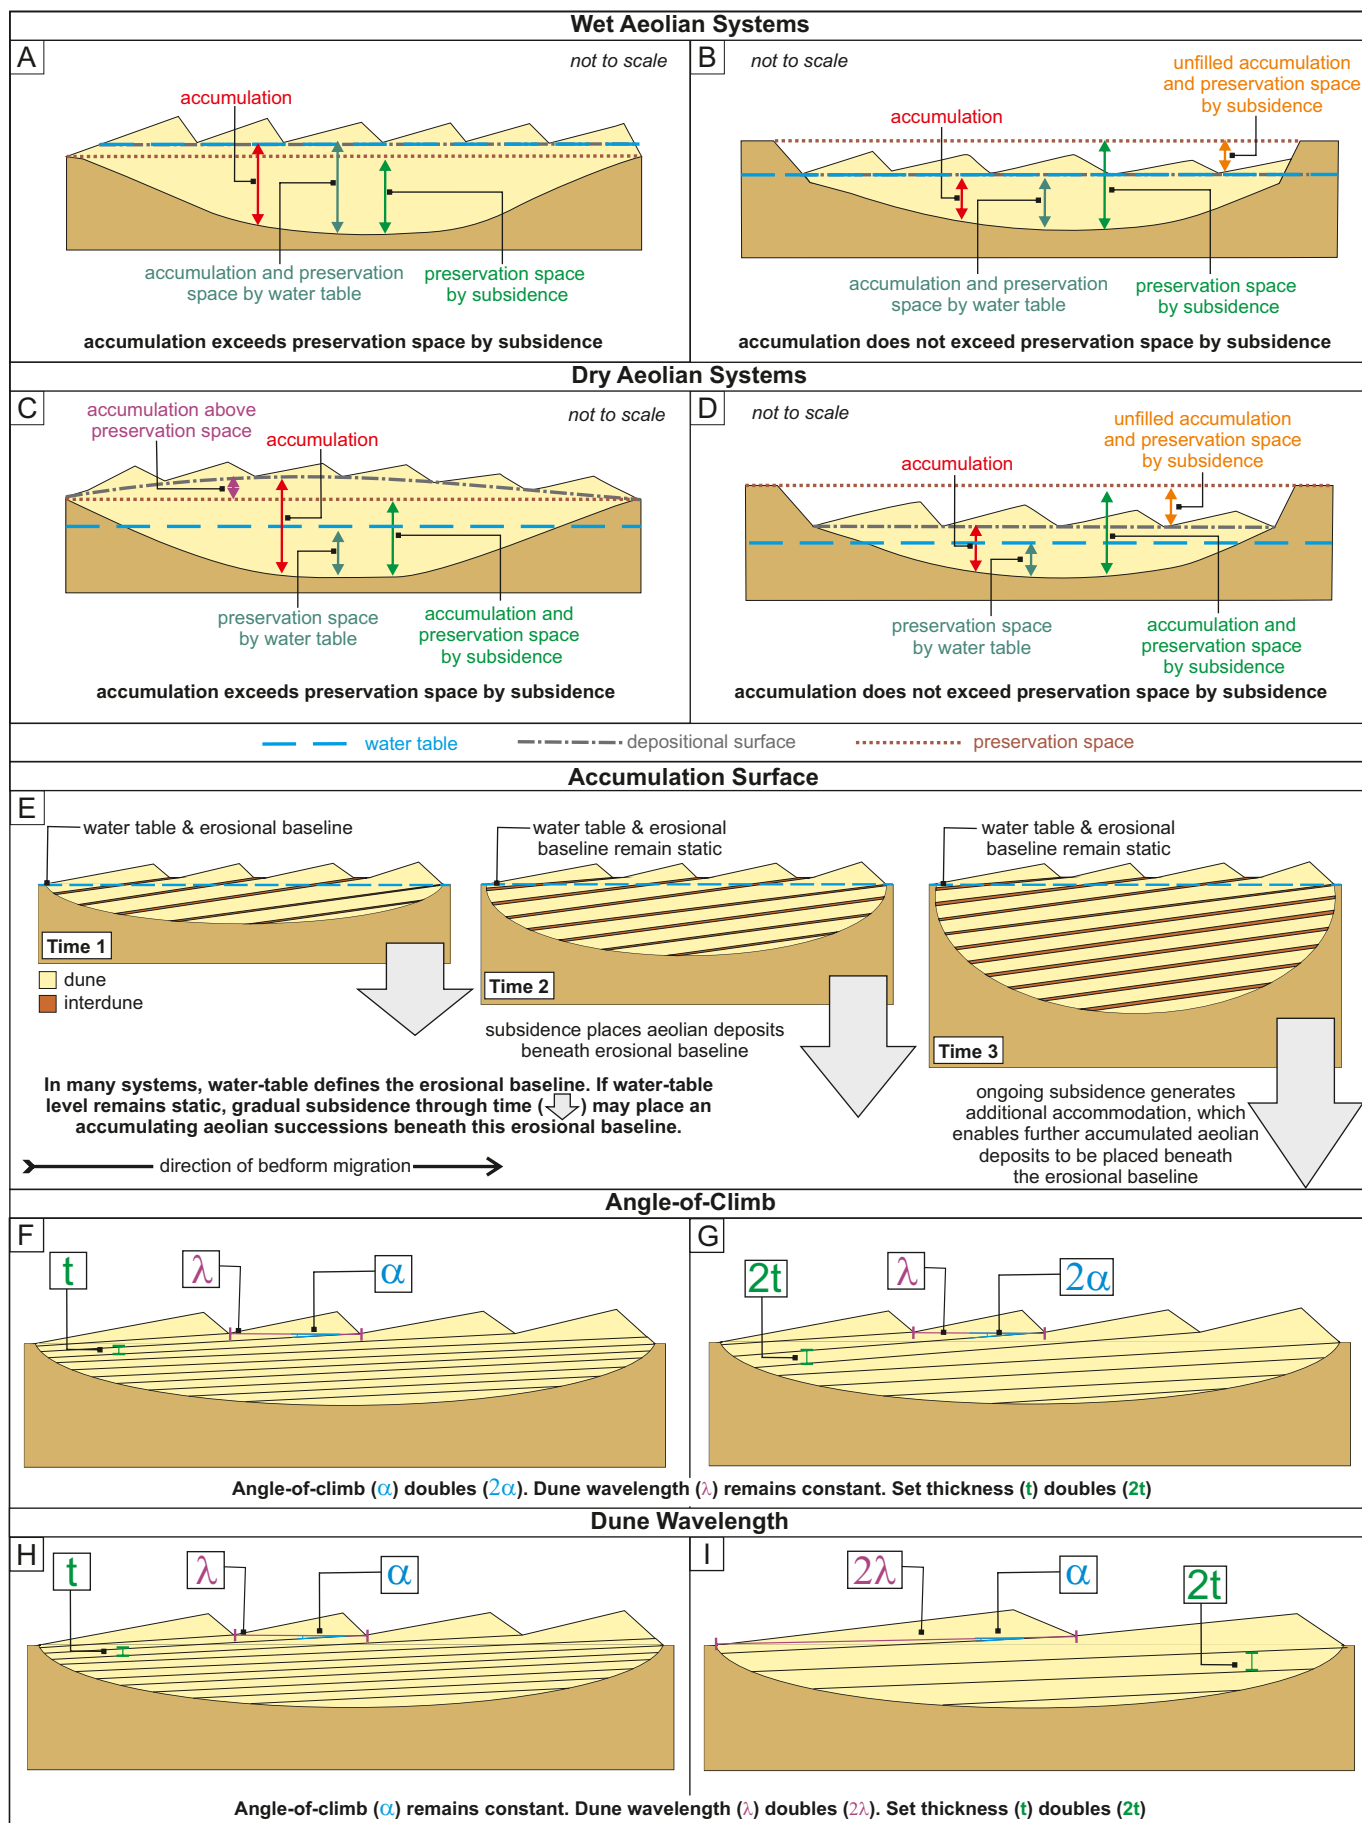 Wet Aeolian Systems
A
not to scale
accumulation
accumulation and preservation
space by water table
preservation space
by subsidence
accumulation exceeds preservation space by subsidence
B
not to scale
unfilled accumulation
and preservation space
by subsidence
accumulation
accumulation and preservation
space by water table
preservation space
by subsidence
accumulation does not exceed preservation space by subsidence
Dry Aeolian Systems
C
accumulation above
preservation space
not to scale
accumulation
preservation space
by water table
accumulation and
preservation space
by subsidence
accumulation exceeds preservation space by subsidence
D
not to scale
unfilled accumulation
and preservation space
by subsidence
accumulation
preservation space
by water table
accumulation and
preservation space
by subsidence
accumulation does not exceed preservation space by subsidence
water table
depositional surface
preservation space
Accumulation Surface
E
water table & erosional baseline
Time 1
dune
interdune
water table & erosional
baseline remain static
Time 2
subsidence places aeolian deposits
beneath erosional baseline
water table & erosional
baseline remain static
Time 3
ongoing subsidence generates
additional accommodation, which
enables further accumulated aeolian
deposits to be placed beneath
the erosional baseline
In many systems, water-table defines the erosional baseline. If water-table
level remains static, gradual subsidence through time ( ) may place an
accumulating aeolian successions beneath this erosional baseline.
direction of bedform migration
Angle-of-Climb
F
t
λ
α
G
2t
λ
2α
Angle-of-climb (α) doubles (2α). Dune wavelength (λ) remains constant. Set thickness (t) doubles (2t)
Dune Wavelength
H
t
λ
α
I
2λ
α
2t
Angle-of-climb (α) remains constant. Dune wavelength (λ) doubles (2λ). Set thickness (t) doubles (2t)